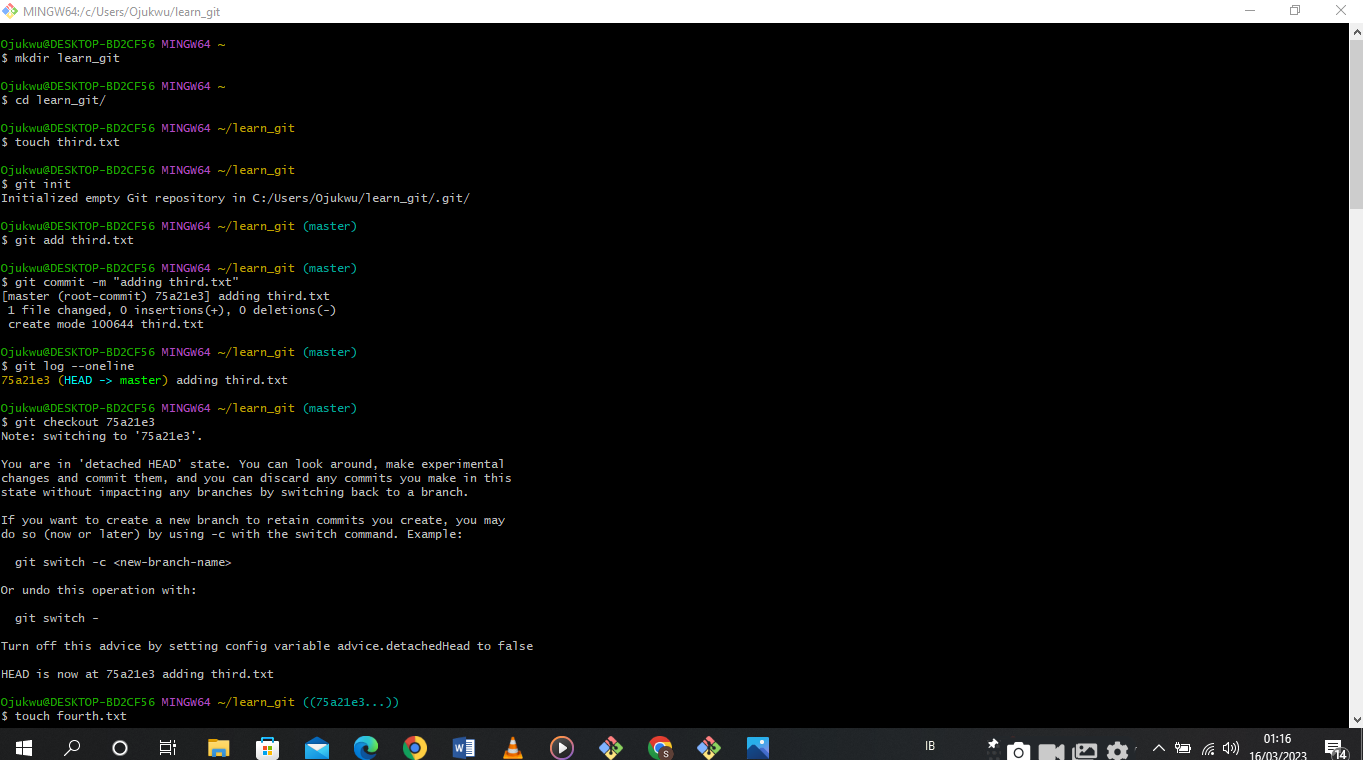 MINGW64:/c/Users/Ojukwu/learn_git
Ojukwu@DESKTOP-BD2CF56 MINGW64 ~
$ mkdir learn_git
Ojukwu@DESKTOP-BD2CF56 MINGW64 ~
$ cd learn_git/
Ojukwu@DESKTOP-BD2CF56 MINGW64 ~/learn_git
$ touch third.txt
Ojukwu@DESKTOP-BD2CF56 MINGW64 ~/learn_git
$ git init
Initialized empty Git repository in C:/Users/Ojukwu/learn_git/.git/
Ojukwu@DESKTOP-BD2CF56 MINGW64 ~/learn_git (master)
$ git add third.txt
Ojukwu@DESKTOP-BD2CF56 MINGW64 ~/learn_git (master)
$ git commit -m "adding third.txt"
[master (root-commit) 75a21e3] adding third.txt
 1 file changed, 0 insertions(+), 0 deletions(-)
 create mode 100644 third.txt
Ojukwu@DESKTOP-BD2CF56 MINGW64 ~/learn_git (master)
$ git log --oneline
75a21e3 (HEAD -> master) adding third.txt
Ojukwu@DESKTOP-BD2CF56 MINGW64 ~/learn_git (master)
$ git checkout 75a21e3
Note: switching to '75a21e3'.
You are in 'detached HEAD' state. You can look around, make experimental
changes and commit them, and you can discard any commits you make in this
state without impacting any branches by switching back to a branch.
If you want to create a new branch to retain commits you create, you may
do so (now or later) by using -c with the switch command. Example:
  git switch -c <new-branch-name>
Or undo this operation with:
  git switch -
Turn off this advice by setting config variable advice.detachedHead to false
HEAD is now at 75a21e3 adding third.txt
Ojukwu@DESKTOP-BD2CF56 MINGW64 ~/learn_git ((75a21e3...))
$ touch fourth.txt
W
S
IB
01:16
16/03/2023
14